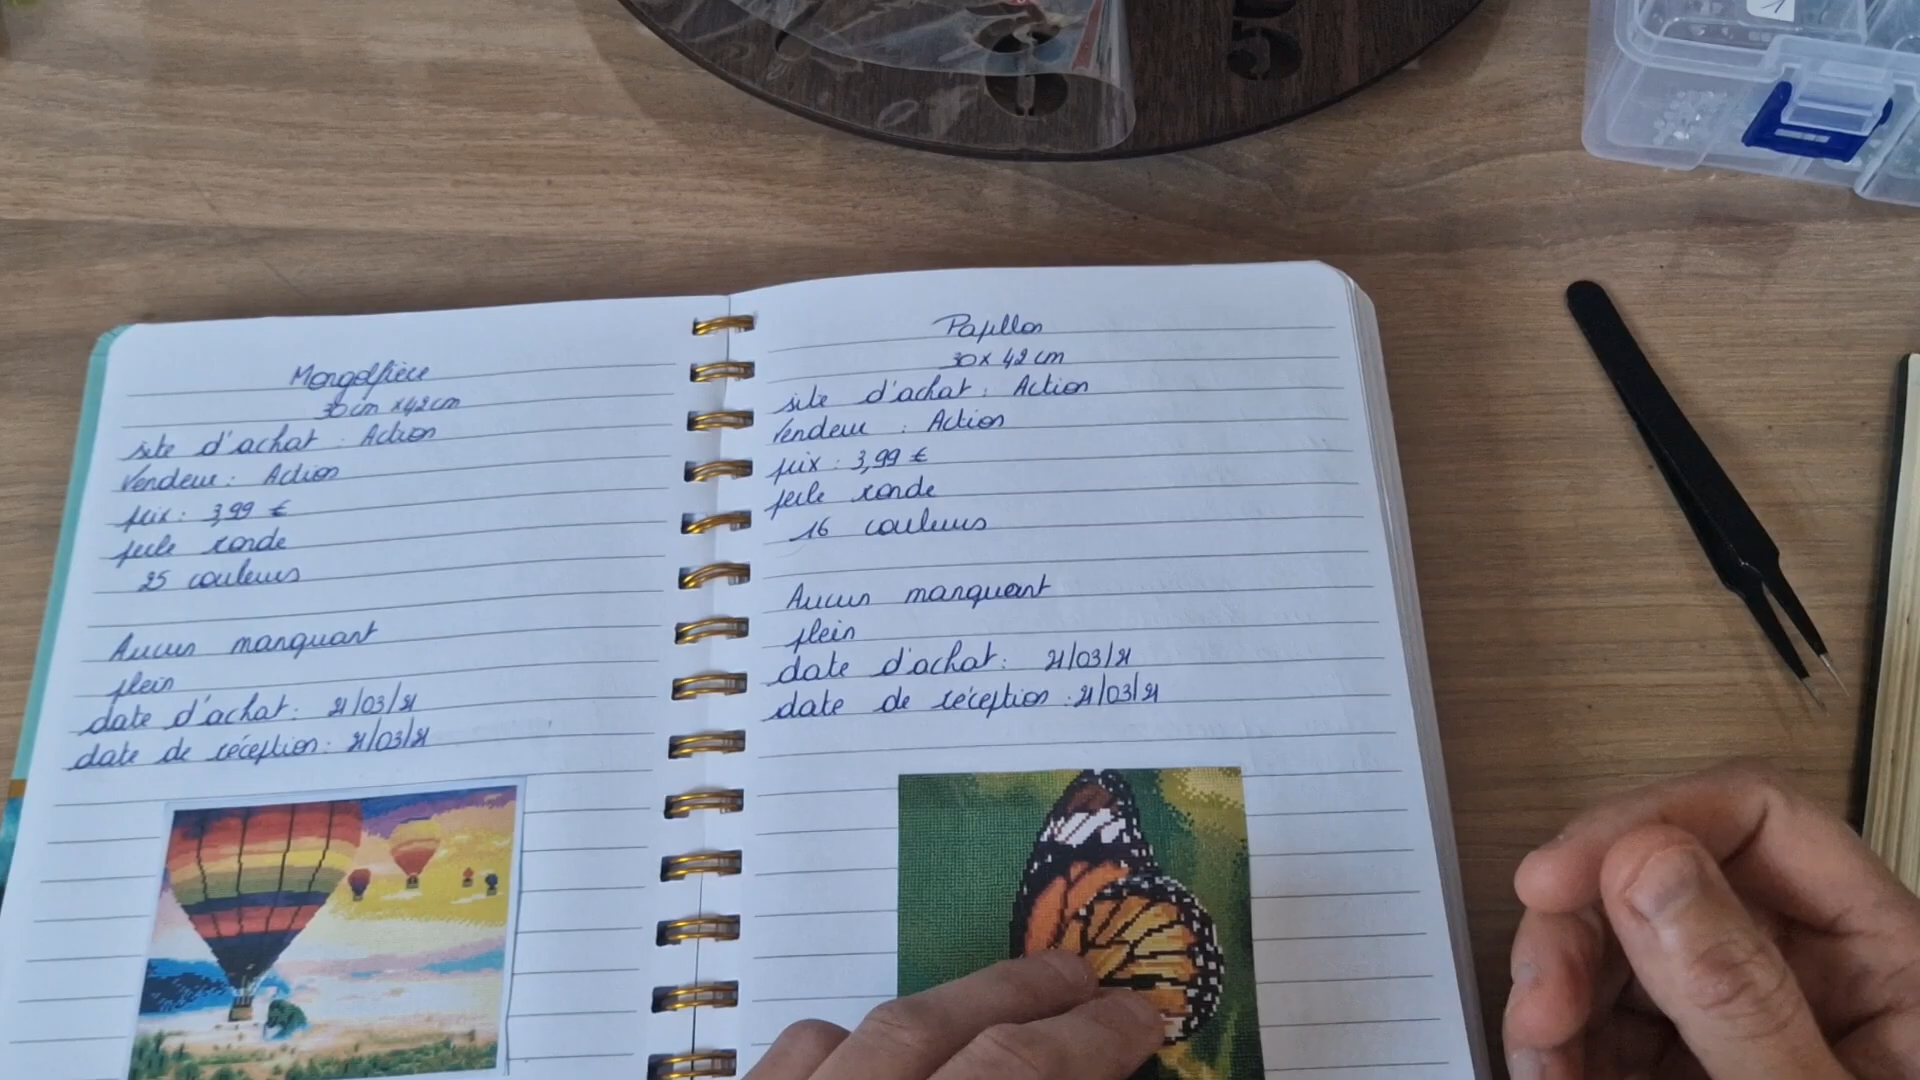 Mongolfière
30cm x42cm
site d'achat : Action
Vendeur : Action
prix : 3,99 €
perle ronde
25 couleurs
Aucun manquant
plein
date d'achat : 21/03/21
date de réception : 21/03/21
Papillon
30 x 42 cm
site d'achat : Action
Vendeur : Action
prix : 3,99 €
perle ronde
16 couleurs
Aucun manquant
plein
date d'achat : 21/03/21
date de réception : 21/03/21
5